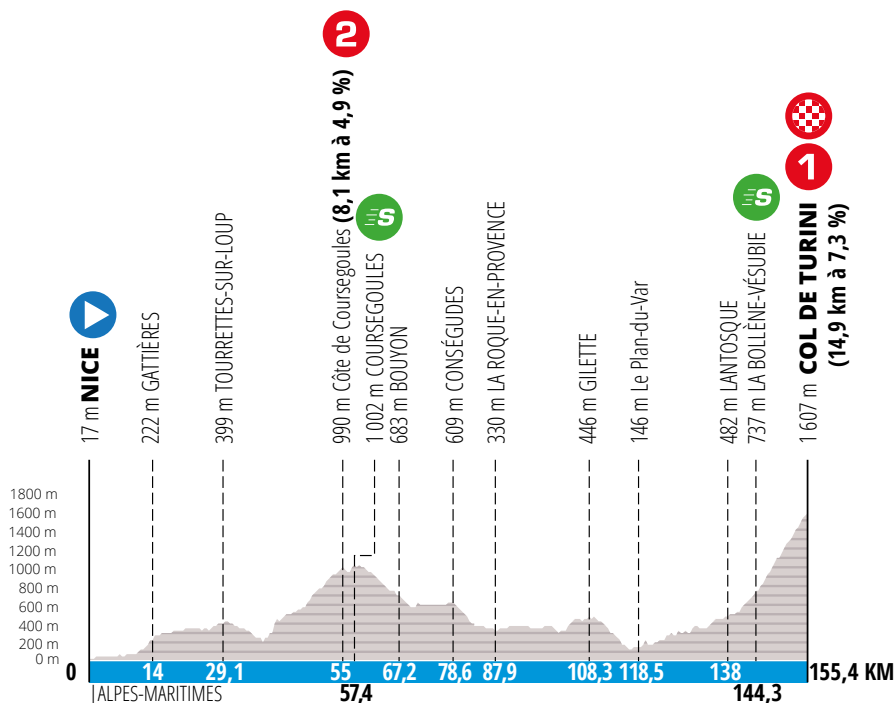 2
1
S
S
17 m NICE
222 m GATTIÈRES
399 m TOURRETTES-SUR-LOUP
990 m Côte de Coursegoules (8,1 km à 4,9 %)
1 002 m COURSEGOULES
683 m BOUYON
609 m CONSÉGUDES
330 m LA ROQUE-EN-PROVENCE
446 m GILETTE
146 m Le Plan-du-Var
482 m LANTOSQUE
737 m LA BOLLÈNE-VÉSUBIE
1 607 m COL DE TURINI
(14,9 km à 7,3 %)
1800 m
1600 m
1400 m
1200 m
1000 m
800 m
600 m
400 m
200 m
0 m
0 14 29,1 55 67,2 78,6 87,9 108,3 118,5 138 155,4 KM
ALPES-MARITIMES 57,4 144,3